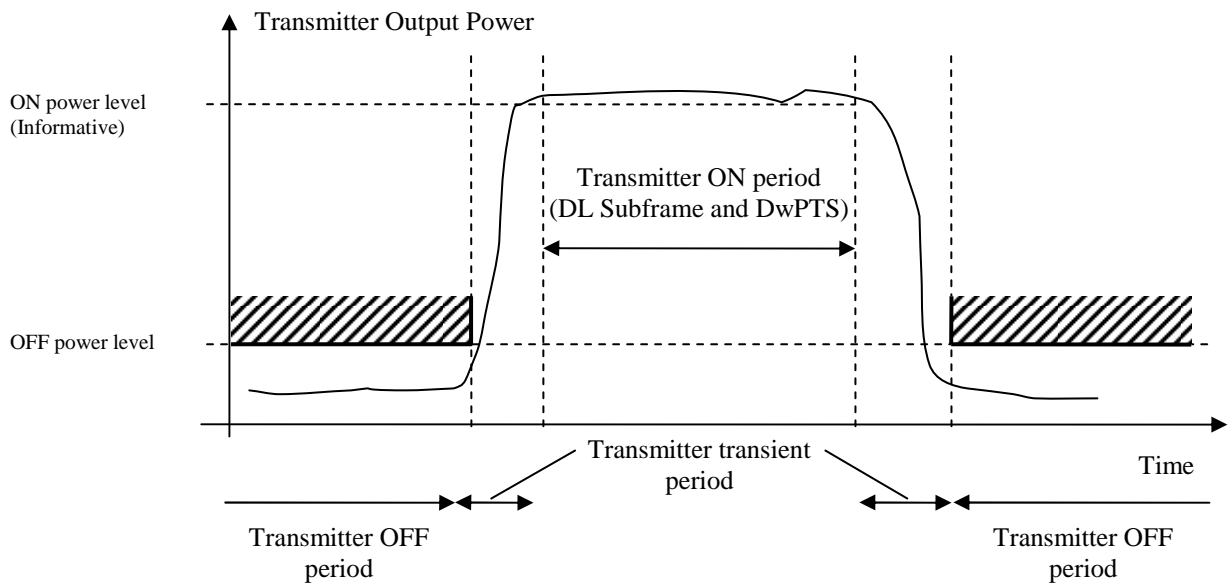 Transmitter Output Power
ON power level
(Informative)
Transmitter ON period
(DL Subframe and DwPTS)
OFF power level
Transmitter transient
period
Time
Transmitter OFF
period
Transmitter OFF
period